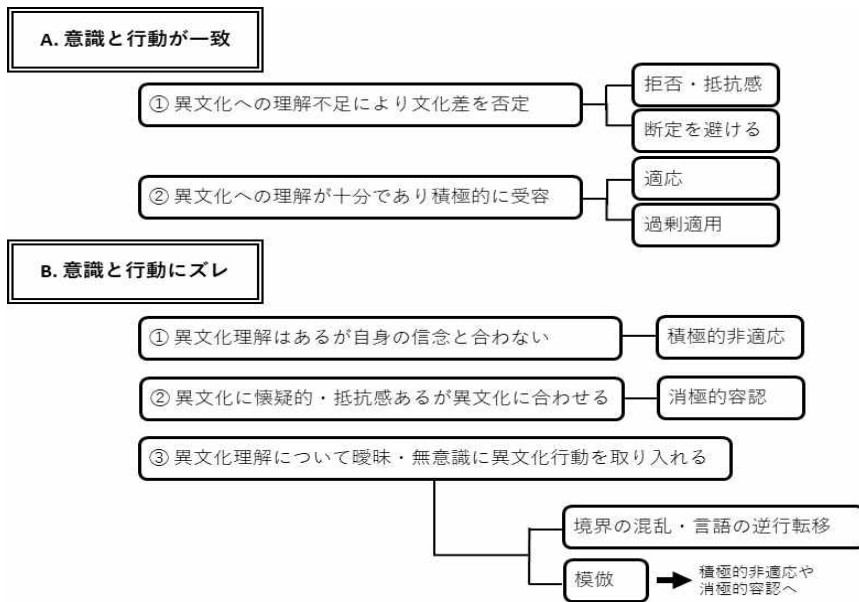 A. 意識と行動が一致
① 異文化への理解不足により文化差を否定
拒否・抵抗感
断定を避ける
② 異文化への理解が十分であり積極的に受容
適応
過剰適用
B. 意識と行動にズレ
① 異文化理解はあるが自身の信念と合わない
積極的非適応
② 異文化に懐疑的・抵抗感あるが異文化に合わせる
消極的容認
③ 異文化理解について曖昧・無意識に異文化行動を取り入れる
境界の混乱・言語の逆行転移
模倣
積極的非適応や
消極的容認へ